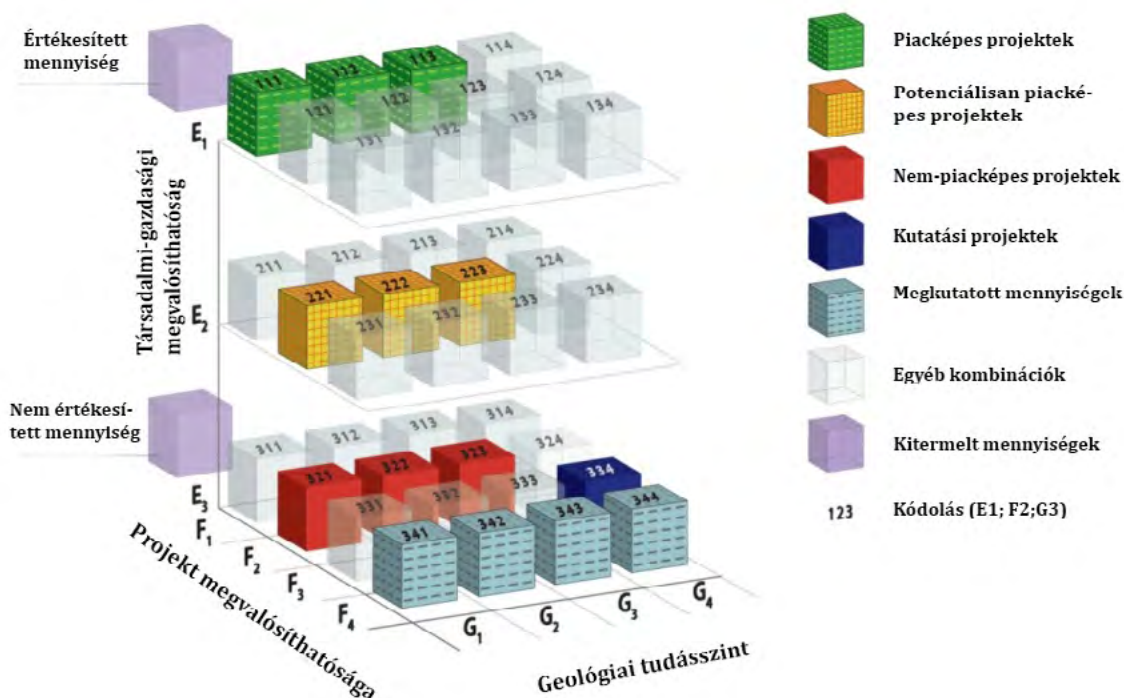 Értékesített
mennyiség
111
112
113
114
121
122
123
124
131
132
133
134
E1
Társadalmi-gazdasági
megvalósíthatóság
211
212
213
214
221
222
223
224
231
232
233
234
E2
Nem értékesí-
tett mennyiség
311
312
313
314
321
322
323
324
331
332
333
334
341
342
343
344
E3
F1
F2
F3
F4
Projekt megvalósíthatósága
G1
G2
G3
G4
Geológiai tudásszint
Piacképes projektek
Potenciálisan piacké-
pes projektek
Nem-piacképes projektek
Kutatási projektek
Megkutatott mennyiségek
Egyéb kombinációk
Kitermelt mennyiségek
123
Kódolás (E1; F2;G3)